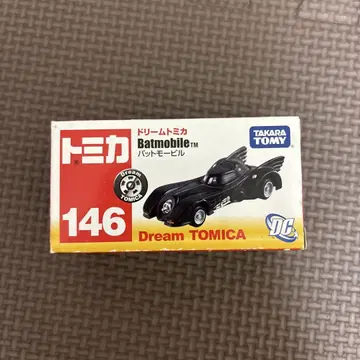 トミカ
ドリームトミカ
Batmobile™
バットモービル
TAKARA
TOMY
Dream
TOMICA
146
Dream TOMICA
DC